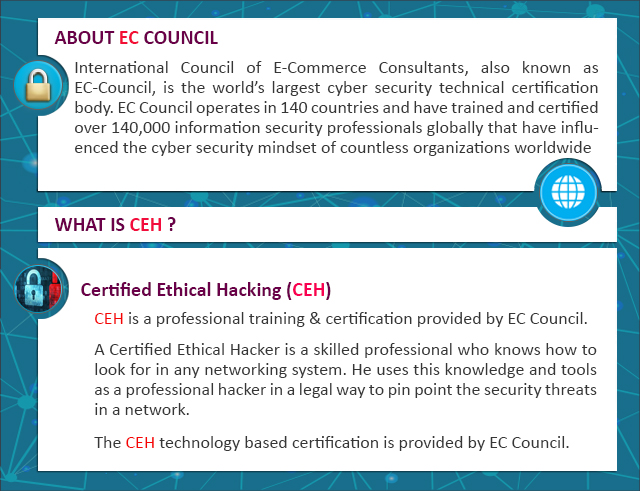 ABOUT EC COUNCIL
International Council of E-Commerce Consultants, also known as
EC-Council, is the world's largest cyber security technical certification
body. EC Council operates in 140 countries and have trained and certified
over 140,000 information security professionals globally that have influ-
enced the cyber security mindset of countless organizations worldwide
WHAT IS CEH ?
Certified Ethical Hacking (CEH)
CEH is a professional training & certification provided by EC Council.
A Certified Ethical Hacker is a skilled professional who knows how to
look for in any networking system. He uses this knowledge and tools
as a professional hacker in a legal way to pin point the security threats
in a network.
The CEH technology based certification is provided by EC Council.